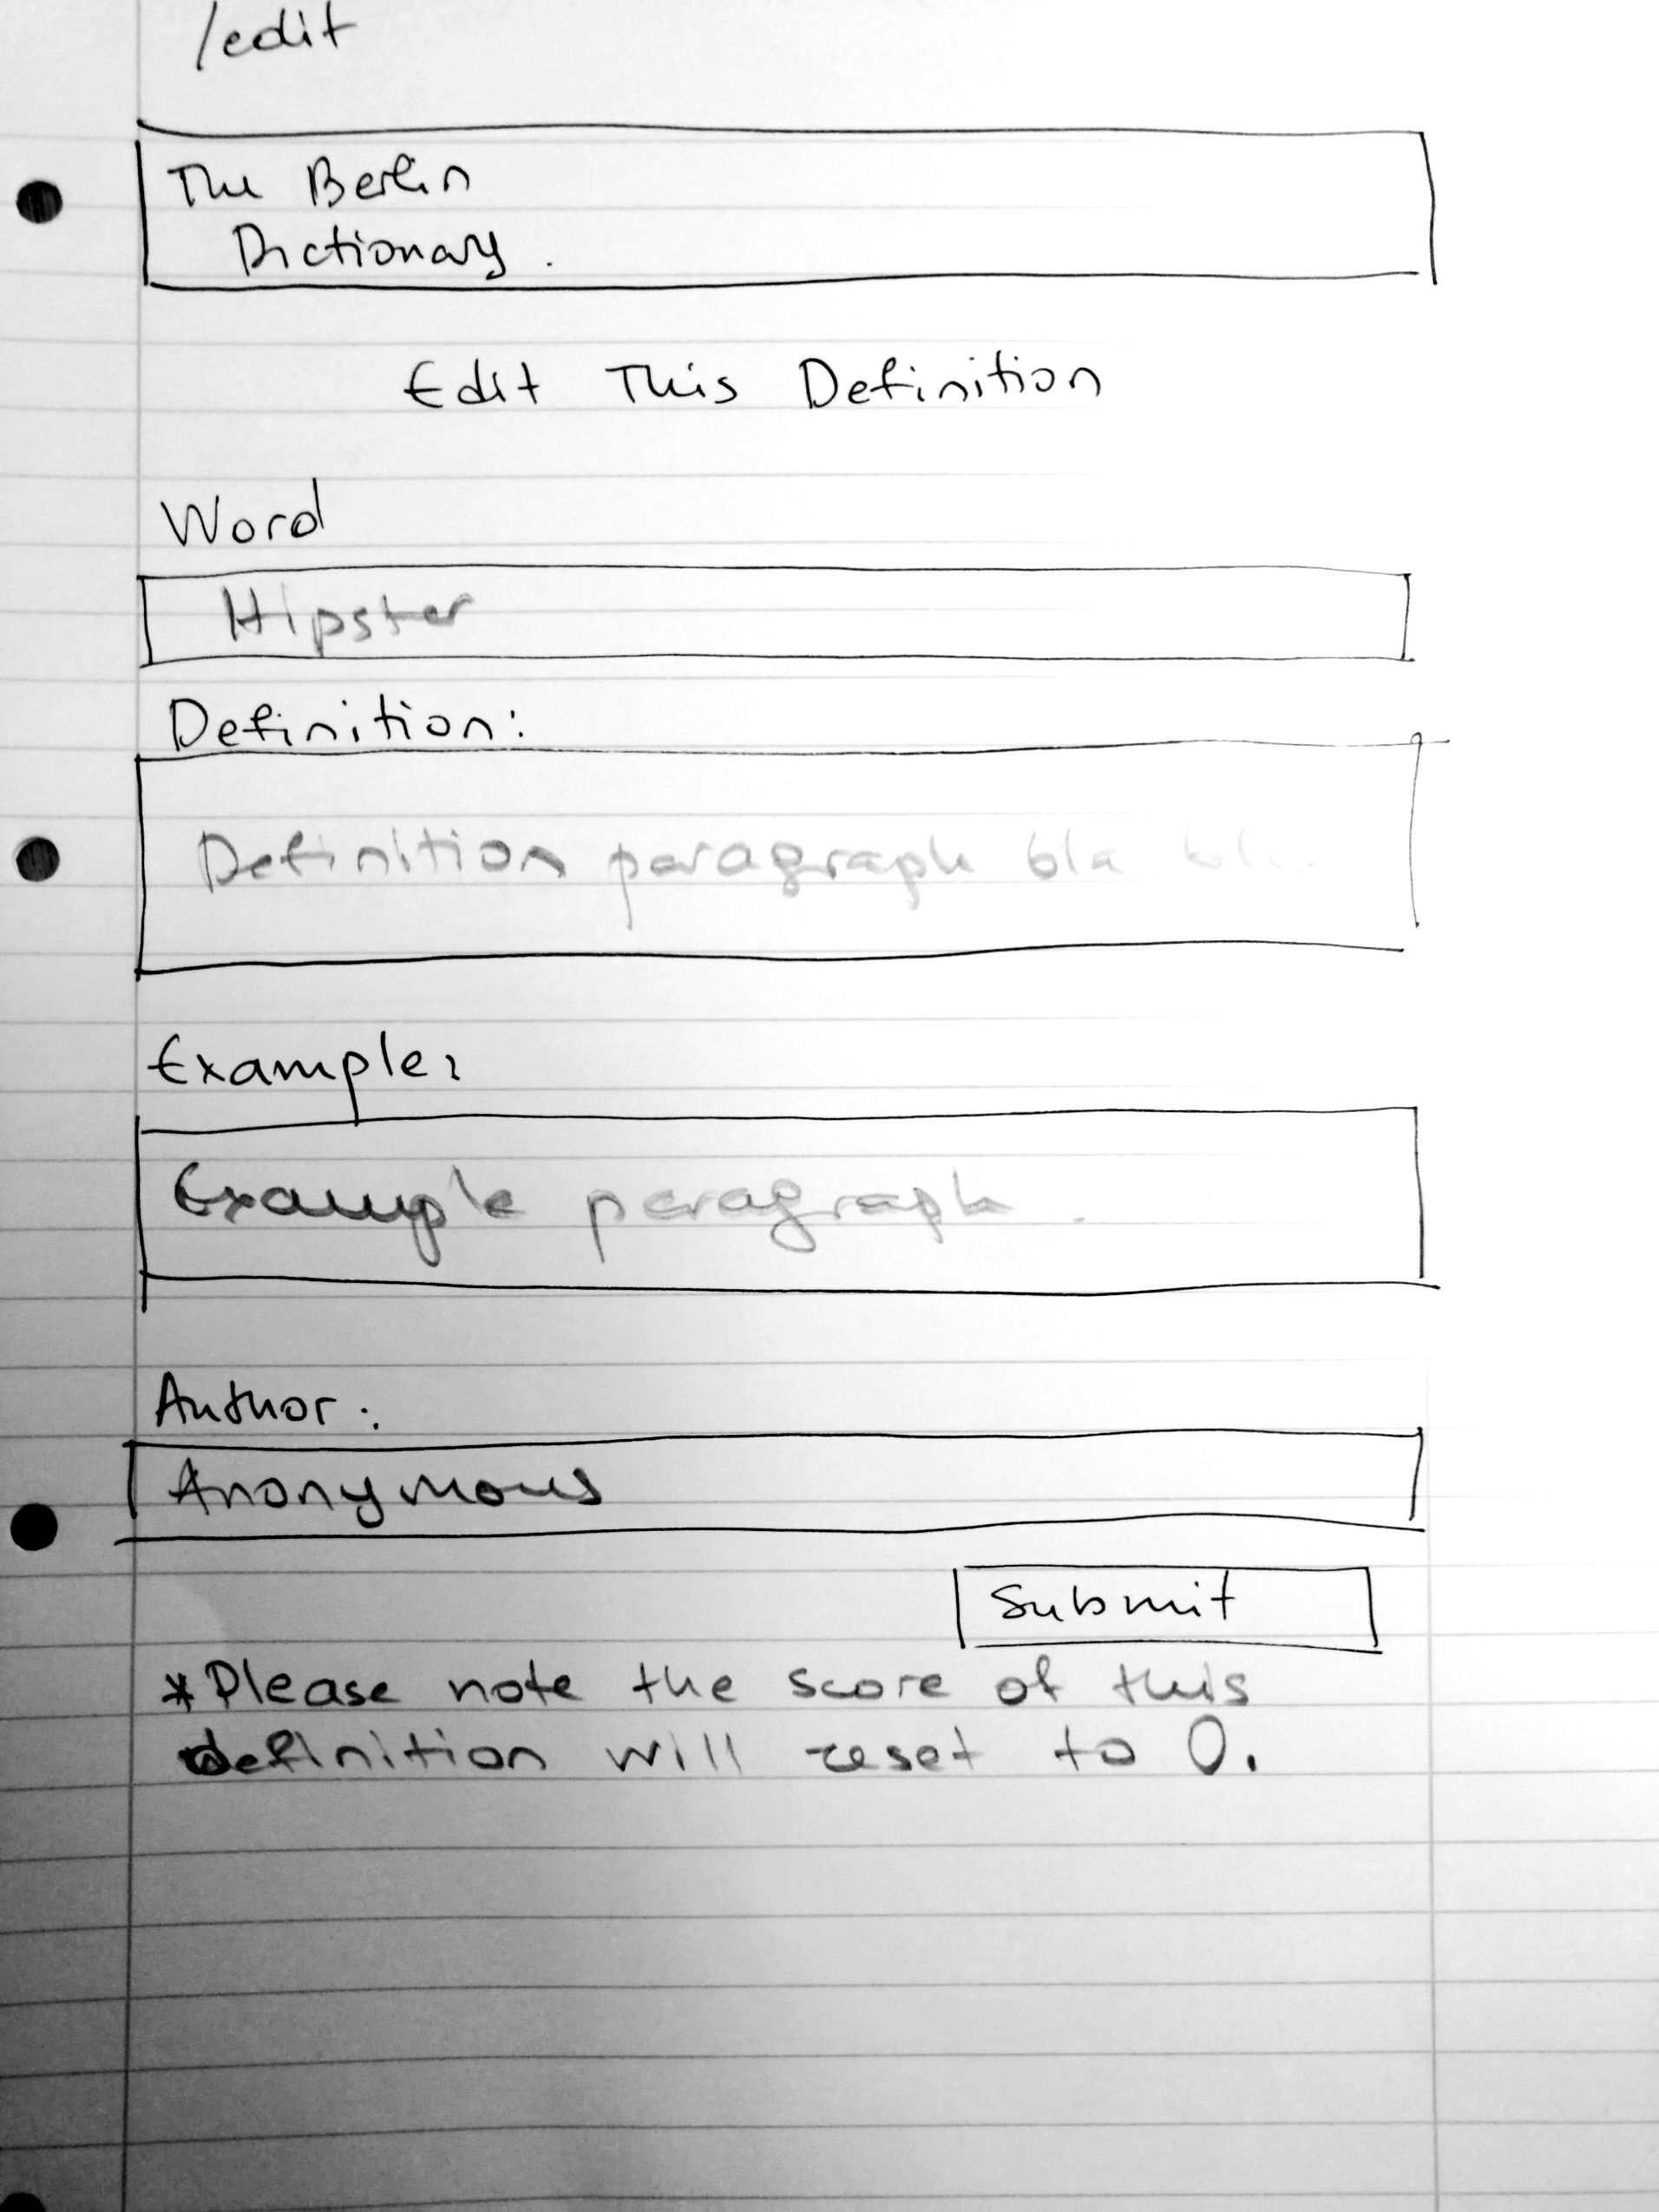 /edit
The Berlin
Dictionary.
Edit This Definition
Word
Hipster
Definition:
Definition paragraph bla bla
Example:
Example paragraph.
Author:
Anonymous
Submit
*Please note the score of this
definition will reset to 0.